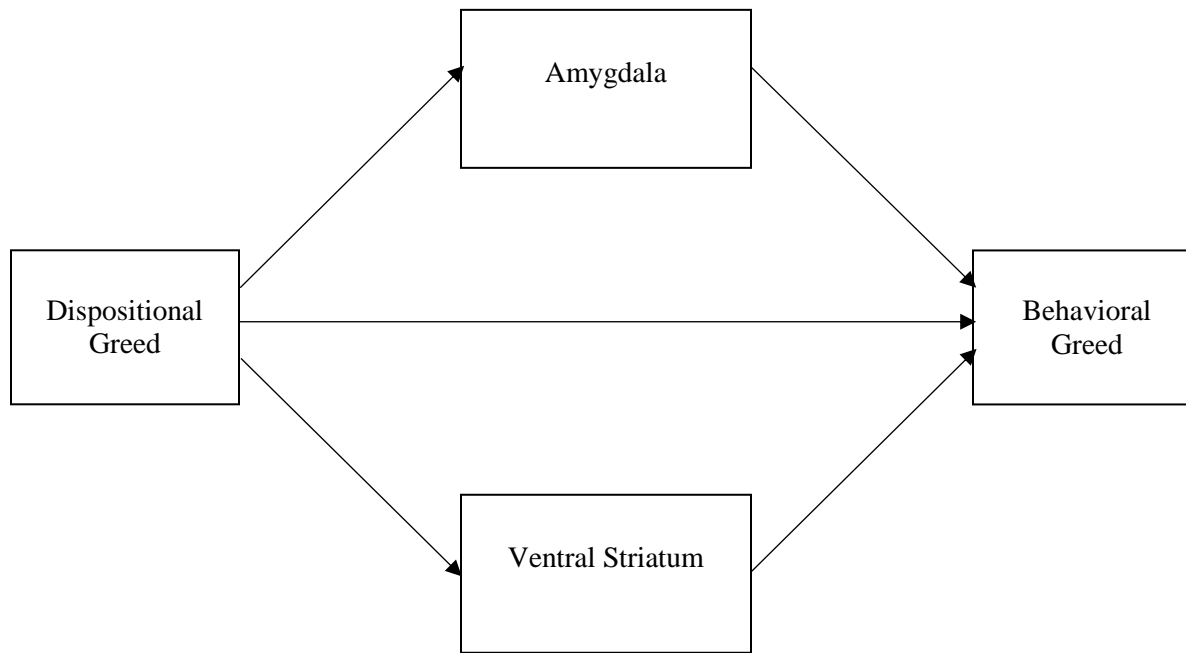 Amygdala
Dispositional
Greed
Behavioral
Greed
Ventral Striatum